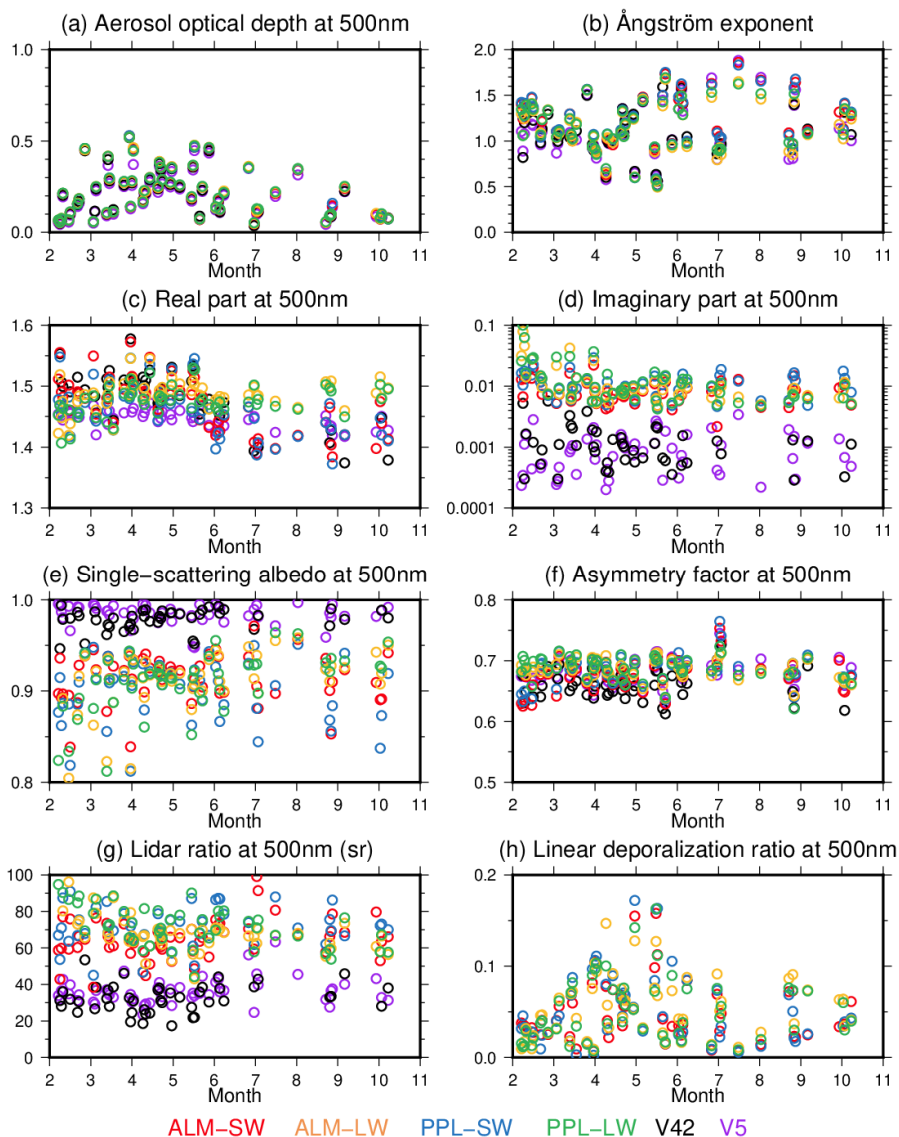 (a) Aerosol optical depth at 500nm
1.0
0.5
0.0
2 3 4 5 6 7 8 9 10 11
Month
(b) Ångström exponent
2.0
1.5
1.0
0.5
0.0
2 3 4 5 6 7 8 9 10 11
Month
(c) Real part at 500nm
1.6
1.5
1.4
1.3
2 3 4 5 6 7 8 9 10 11
Month
(d) Imaginary part at 500nm
0.1
0.01
0.001
0.0001
2 3 4 5 6 7 8 9 10 11
Month
(e) Single−scattering albedo at 500nm
1.0
0.9
0.8
2 3 4 5 6 7 8 9 10 11
Month
(f) Asymmetry factor at 500nm
0.8
0.7
0.6
0.5
2 3 4 5 6 7 8 9 10 11
Month
(g) Lidar ratio at 500nm (sr)
100
80
60
40
20
0
2 3 4 5 6 7 8 9 10 11
Month
(h) Linear deporalization ratio at 500nm
0.2
0.1
0.0
2 3 4 5 6 7 8 9 10 11
Month
ALM−SW ALM−LW PPL−SW PPL−LW V42 V5